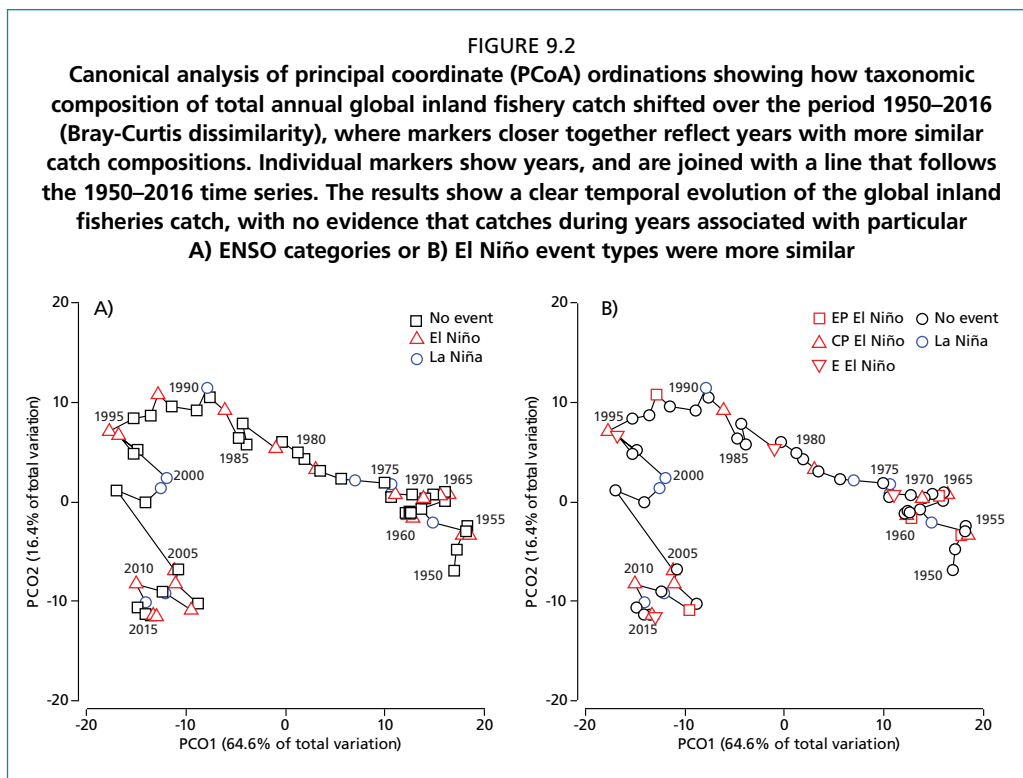 FIGURE 9.2
Canonical analysis of principal coordinate (PCoA) ordinations showing how taxonomic
composition of total annual global inland fishery catch shifted over the period 1950–2016
(Bray-Curtis dissimilarity), where markers closer together reflect years with more similar
catch compositions. Individual markers show years, and are joined with a line that follows
the 1950–2016 time series. The results show a clear temporal evolution of the global inland
fisheries catch, with no evidence that catches during years associated with particular
A) ENSO categories or B) El Niño event types were more similar
A)
No event
El Niño
La Niña
20
10
0
-10
-20
PCO2 (16.4% of total variation)
1990
1995
1985
1980
2000
1975
1970
1965
1960
1955
1950
2005
2010
2015
-20
-10
0
10
20
PCO1 (64.6% of total variation)
B)
EP El Niño
No event
CP El Niño
La Niña
E El Niño
20
10
0
-10
-20
PCO2 (16.4% of total variation)
1990
1995
1985
1980
2000
1975
1970
1965
1960
1955
1950
2005
2010
2015
-20
-10
0
10
20
PCO1 (64.6% of total variation)